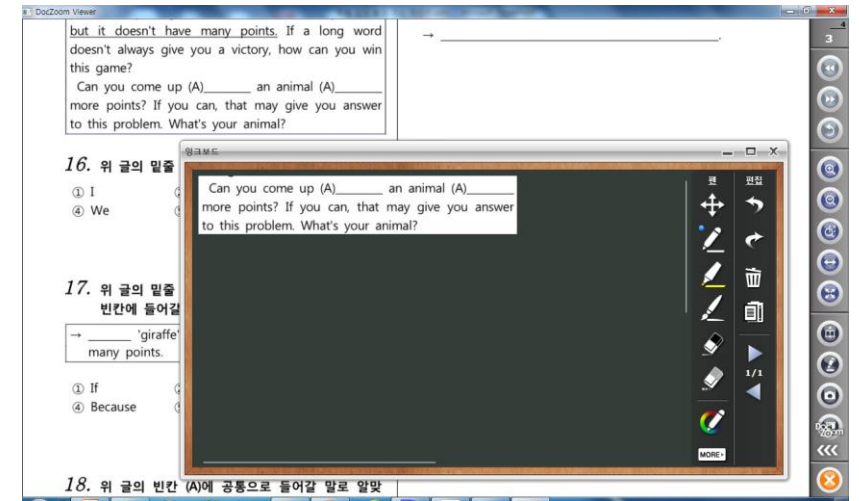 DocZoom Viewer
but it doesn't have many points. If a long word
doesn't always give you a victory, how can you win
this game?
Can you come up (A)_______ an animal (A)_______
more points? If you can, that may give you answer
to this problem. What's your animal?
→ ________________________.
16. 위 글의 밑줄
① I
④ We
17. 위 글의 밑줄
빈칸에 들어갈
→ ______ 'giraffe'
many points.
① If
④ Because
18. 위 글의 빈칸 (A)에 공통으로 들어갈 말로 알맞
잉크보드
Can you come up (A)_______ an animal (A)_______
more points? If you can, that may give you answer
to this problem. What's your animal?
펜 편집
1/1
MORE
4
3
DocZoom